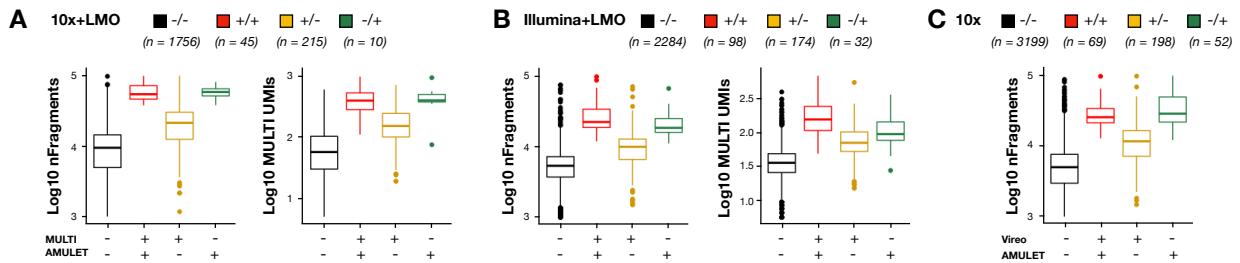 A 10x+LMO -/- +/+ +/- -/+
(n = 1756) (n = 45) (n = 215) (n = 10)
Log10 nFragments
5
4
3
Log10 MULTI UMIs
3
2
1
MULTI - + + -
AMULET - + - +
- + + -
- + - +
B Illumina+LMO -/- +/+ +/- -/+
(n = 2284) (n = 98) (n = 174) (n = 32)
Log10 nFragments
5
4
3
Log10 MULTI UMIs
2.5
2.0
1.5
1.0
- + + -
- + - +
- + + -
- + - +
C 10x -/- +/+ +/- -/+
(n = 3199) (n = 69) (n = 198) (n = 52)
Log10 nFragments
5
4
3
Vireo - + + -
AMULET - + - +